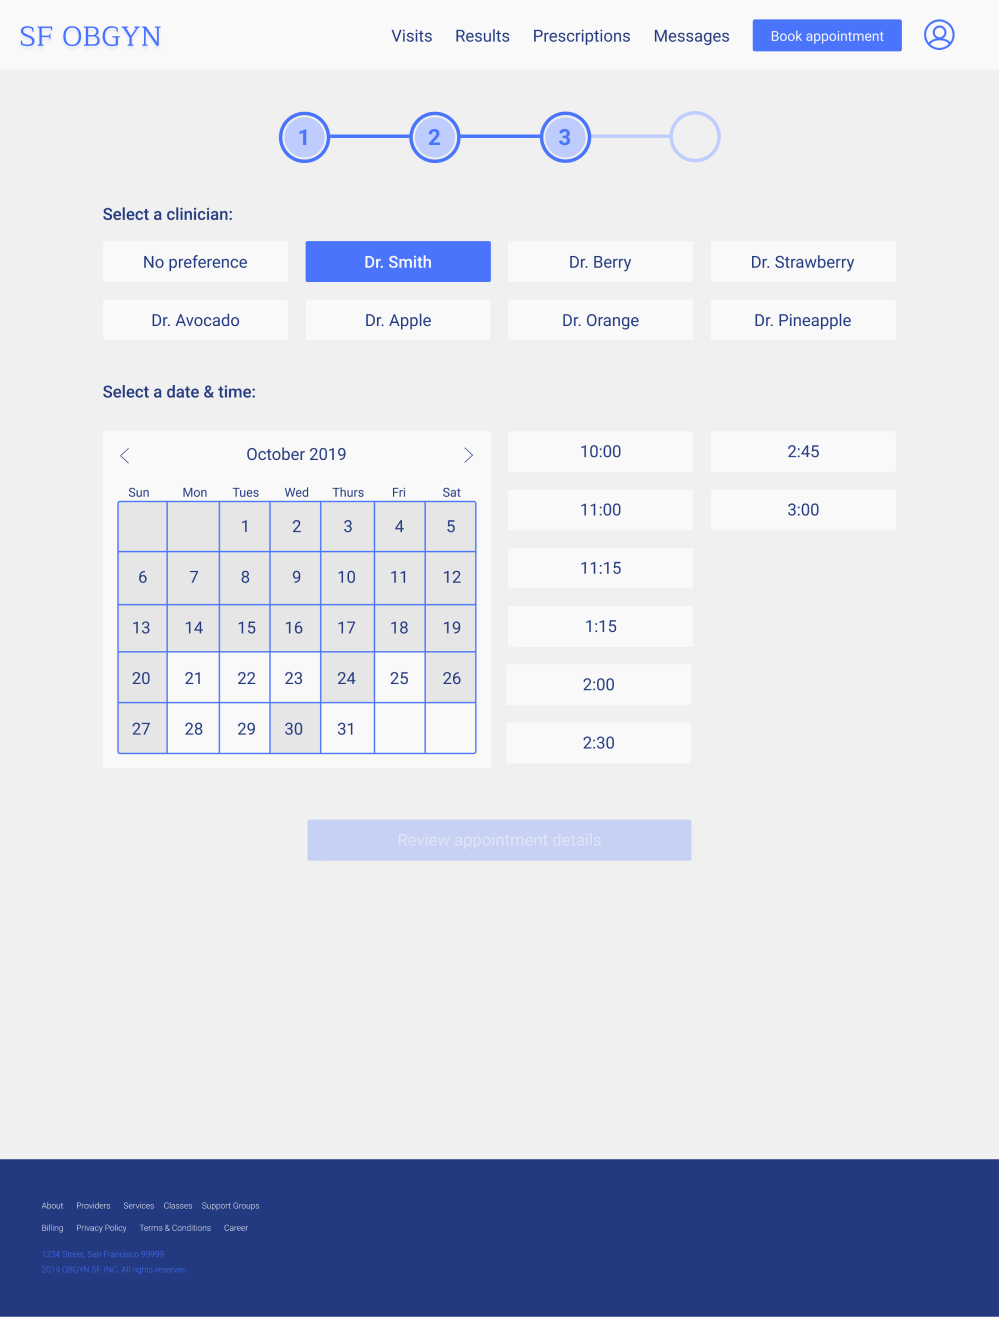 SF OBGYN Visits Results Prescriptions Messages Book appointment
1 2 3
Select a clinician:
No preference Dr. Smith Dr. Berry Dr. Strawberry
Dr. Avocado Dr. Apple Dr. Orange Dr. Pineapple
Select a date & time:
October 2019
Sun Mon Tues Wed Thurs Fri Sat
1 2 3 4 5
6 7 8 9 10 11 12
13 14 15 16 17 18 19
20 21 22 23 24 25 26
27 28 29 30 31
10:00 2:45
11:00 3:00
11:15
1:15
2:00
2:30
Review appointment details
About Providers Services Classes Support Groups
Billing Privacy Policy Terms & Conditions Career
1234 Street, San Francisco 99999
2019 OBGYN SF, INC. All rights reservec